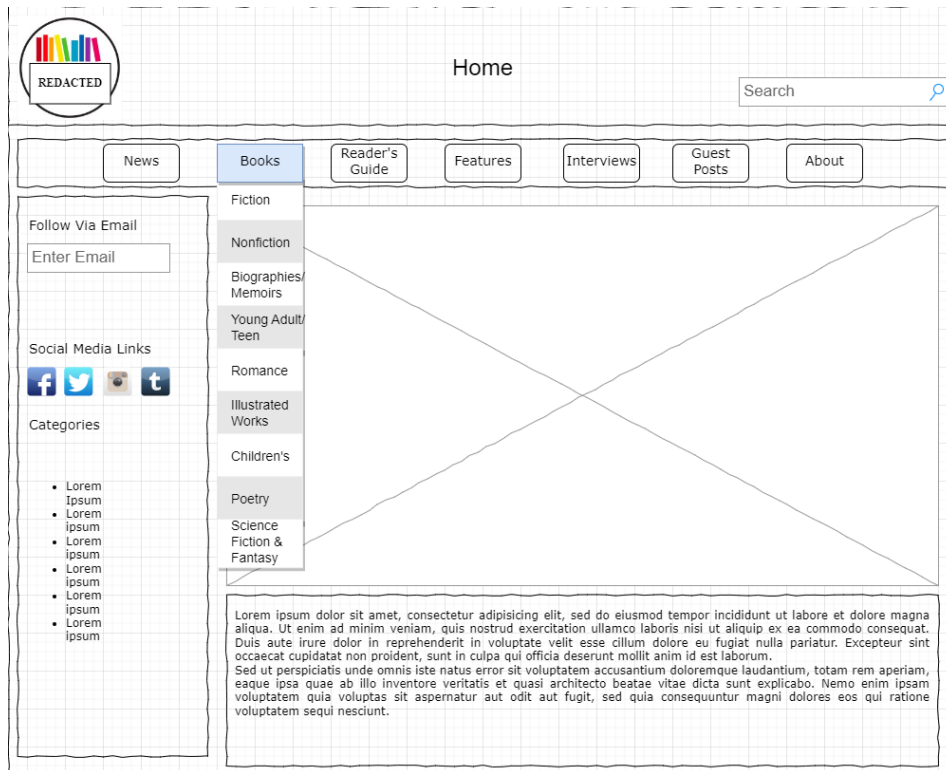 REDACTED
Home
Search
News
Books
Reader's
Guide
Features
Interviews
Guest
Posts
About
Fiction
Nonfiction
Biographies/
Memoirs
Young Adult/
Teen
Romance
Illustrated
Works
Children's
Poetry
Science
Fiction &
Fantasy
Follow Via Email
Enter Email
Social Media Links
f
t
Categories
• Lorem
Ipsum
• Lorem
ipsum
• Lorem
ipsum
• Lorem
ipsum
• Lorem
ipsum
• Lorem
ipsum
Lorem ipsum dolor sit amet, consectetur adipisicing elit, sed do eiusmod tempor incididunt ut labore et dolore magna
aliqua. Ut enim ad minim veniam, quis nostrud exercitation ullamco laboris nisi ut aliquip ex ea commodo consequat.
Duis aute irure dolor in reprehenderit in voluptate velit esse cillum dolore eu fugiat nulla pariatur. Excepteur sint
occaecat cupidatat non proident, sunt in culpa qui officia deserunt mollit anim id est laborum.
Sed ut perspiciatis unde omnis iste natus error sit voluptatem accusantium doloremque laudantium, totam rem aperiam,
eaque ipsa quae ab illo inventore veritatis et quasi architecto beatae vitae dicta sunt explicabo. Nemo enim ipsam
voluptatem quia voluptas sit aspernatur aut odit aut fugit, sed quia consequuntur magni dolores eos qui ratione
voluptatem sequi nesciunt.